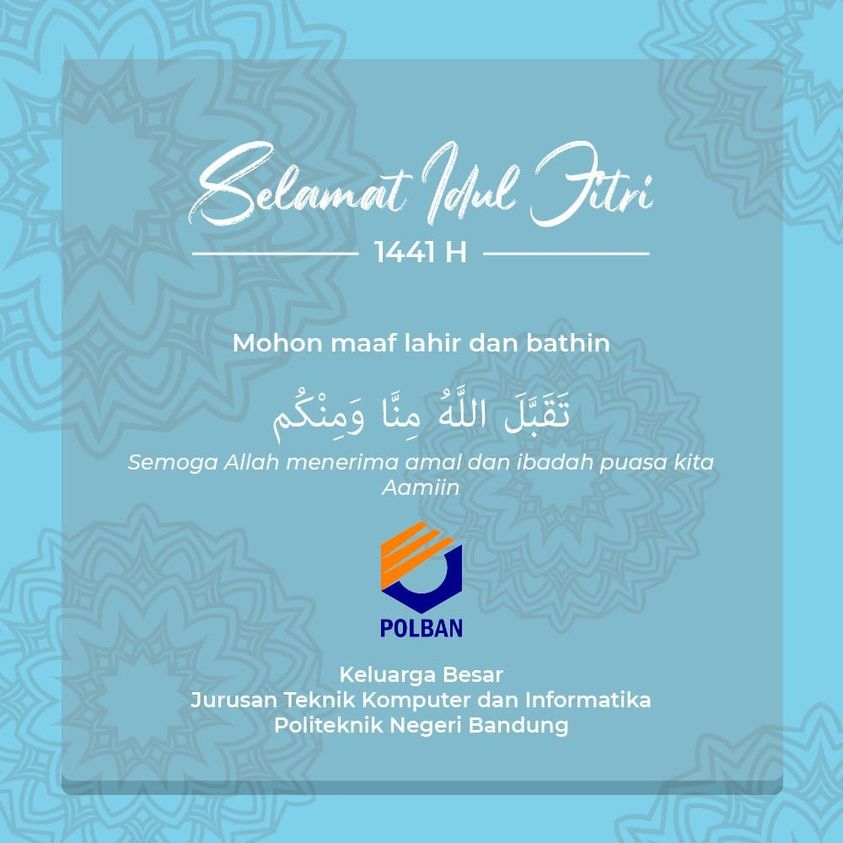 Selamat Idul Fitri
1441 H
Mohon maaf lahir dan bathin
تَقَبَّلَ اللَّهُ مِنَّا وَمِنْكُم
Semoga Allah menerima amal dan ibadah puasa kita
Aamiin
POLBAN
Keluarga Besar
Jurusan Teknik Komputer dan Informatika
Politeknik Negeri Bandung